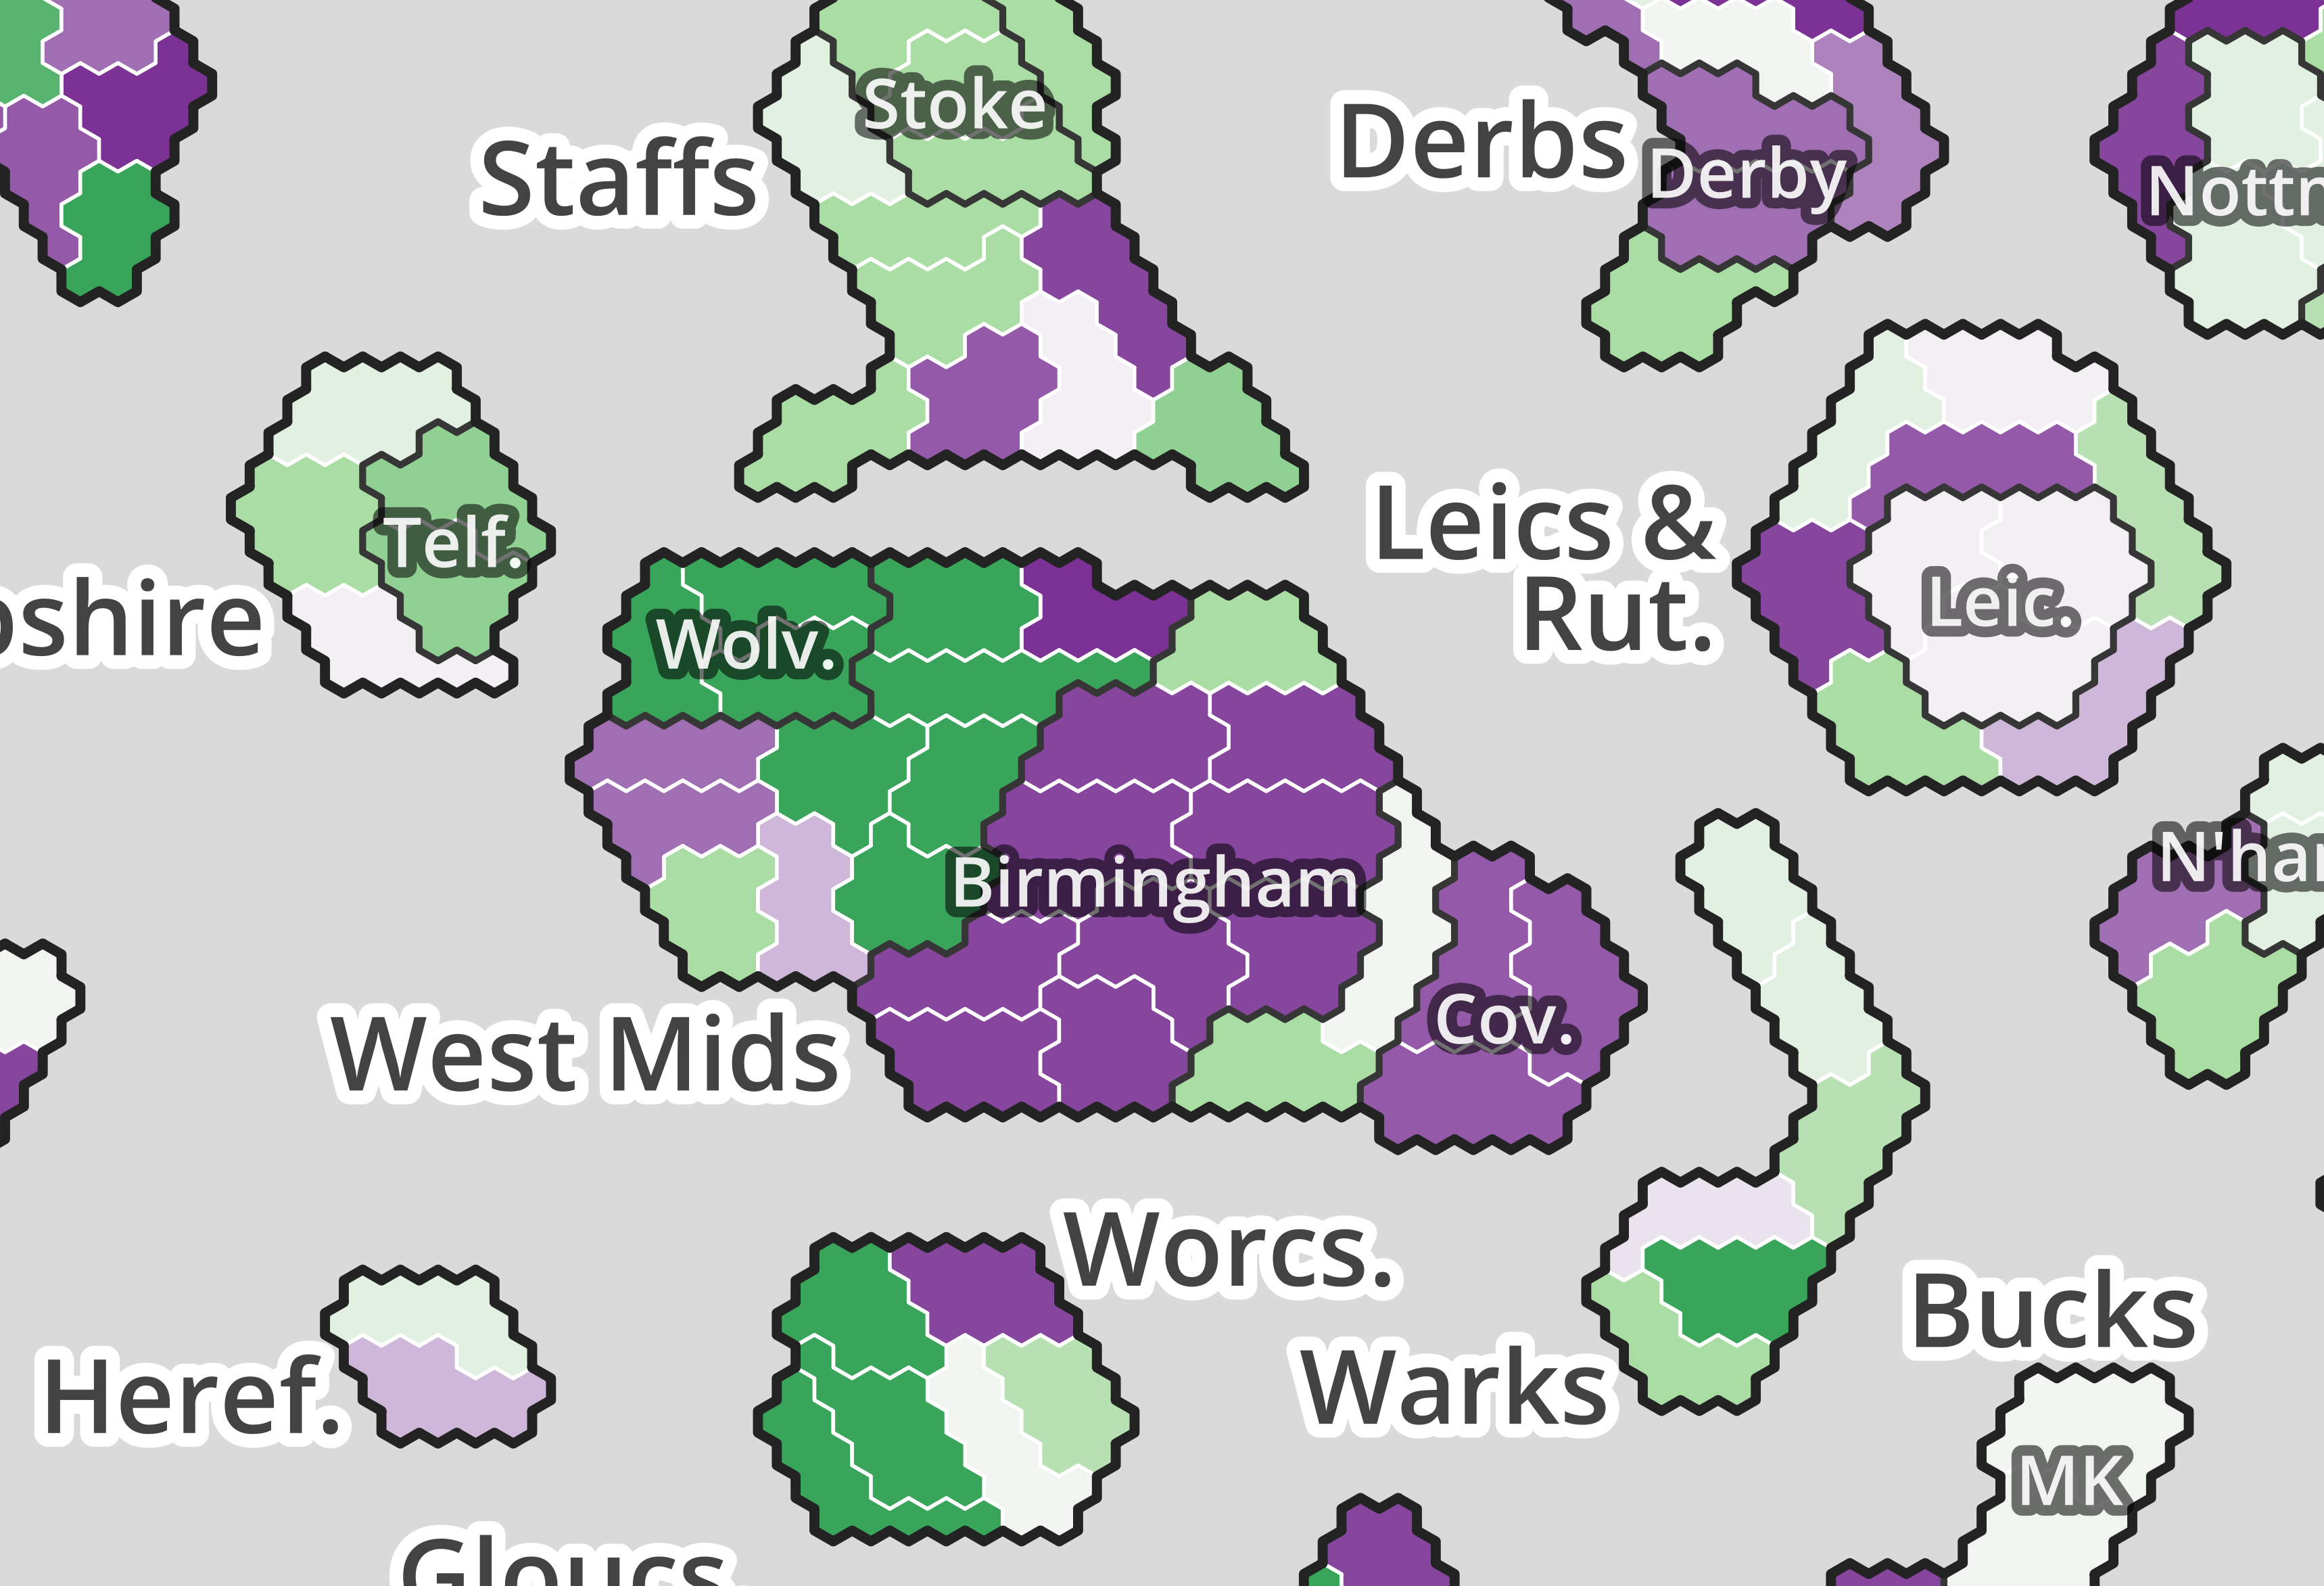 Stoke
Staffs
Derbs
Derby
Telf.
Leics &
Rut.
Leic.
Wolv.
Birmingham
Cov.
West Mids
Worcs.
Heref.
Warks
Bucks
MK